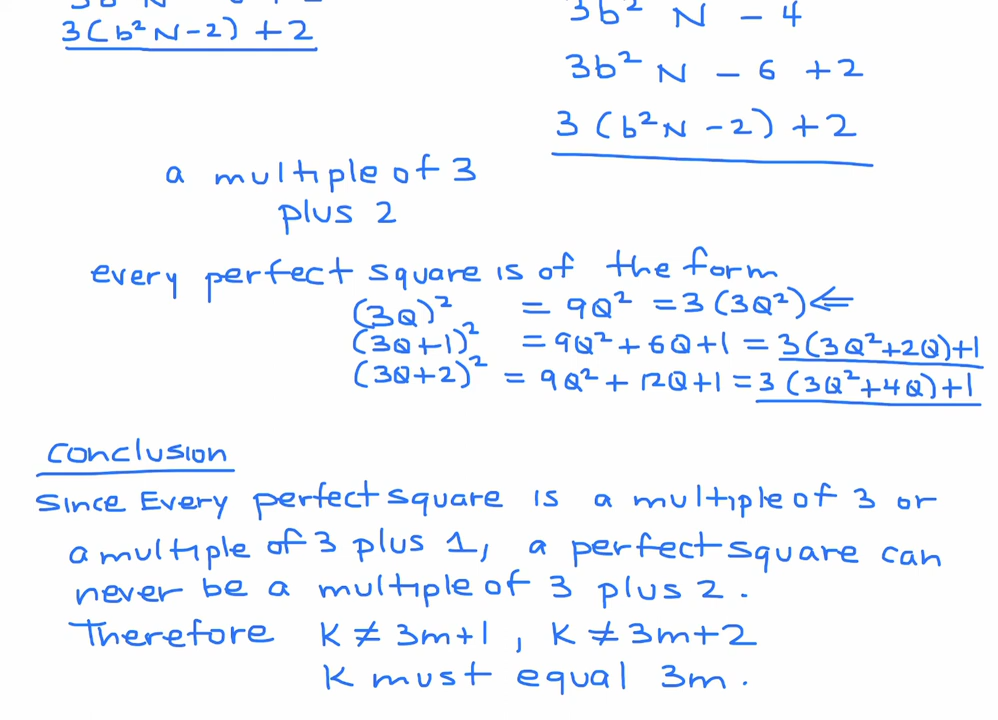 3(b²N-2)+2
3b² N - 4
3b² N - 6 + 2
3(b²N-2)+2
a multiple of 3
plus 2
every perfect square is of the form
(3Q)² = 9Q² = 3(3Q²)⇐
(3Q+1)² = 9Q²+6Q+1 = 3(3Q²+2Q)+1
(3Q+2)² = 9Q²+12Q+1 = 3(3Q²+4Q)+1
Conclusion
Since Every perfect square is a multiple of 3 or
a multiple of 3 plus 1, a perfect square can
never be a multiple of 3 plus 2.
Therefore K ≠ 3m+1, K ≠ 3m+2
K must equal 3m.